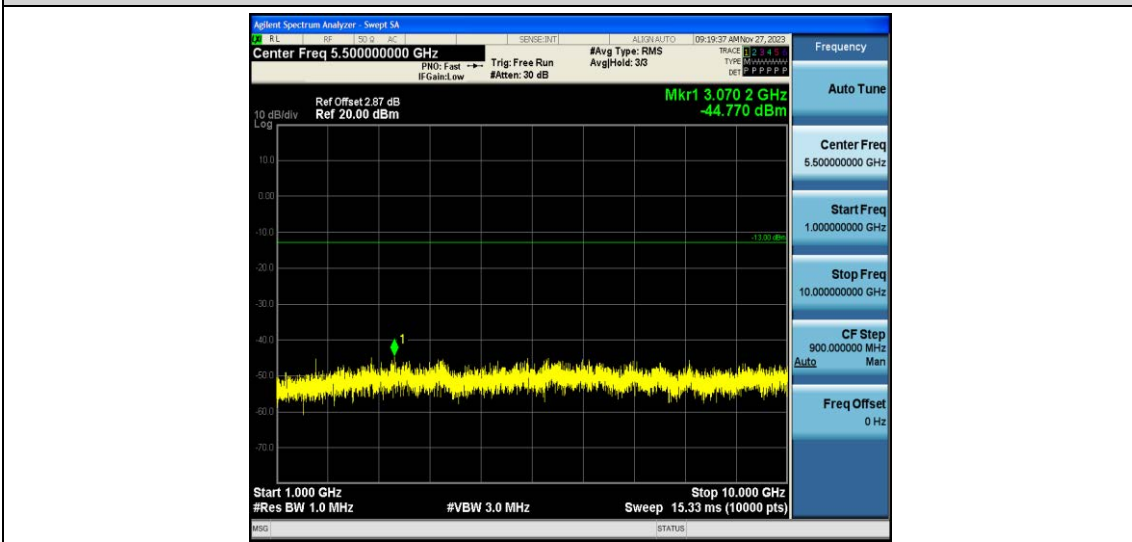 Agilent Spectrum Analyzer - Swept SA
RL RF 50 Ω AC SENSE:INT ALIGN AUTO 09:19:37 AM Nov 27, 2023
Center Freq 5.500000000 GHz
PNO: Fast
IFGain:Low
Trig: Free Run
#Atten: 30 dB
#Avg Type: RMS
Avg|Hold: 3/3
TRACE 1 2 3 4 5 6
TYPE M
DET P P P P P P
Mkr1 3.070 2 GHz
-44.770 dBm
Ref Offset 2.87 dB
10 dB/div Ref 20.00 dBm
Log
10.0
0.00
-10.0
-13.00 dBm
-20.0
-30.0
-40.0
1
-50.0
-60.0
-70.0
Start 1.000 GHz Stop 10.000 GHz
#Res BW 1.0 MHz #VBW 3.0 MHz Sweep 15.33 ms (10000 pts)
MSG STATUS
Frequency
Auto Tune
Center Freq
5.500000000 GHz
Start Freq
1.000000000 GHz
Stop Freq
10.000000000 GHz
CF Step
900.000000 MHz
Auto Man
Freq Offset
0 Hz